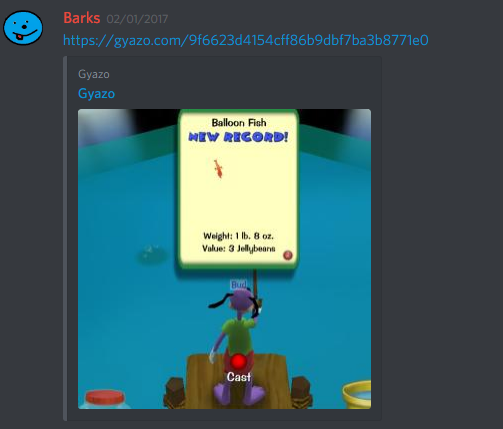 Barks 02/01/2017
https://gyazo.com/9f6623d4154cff86b9dbf7ba3b8771e0
Gyazo
Gyazo
Balloon Fish
NEW RECORD!
Weight: 1 lb. 8 oz.
Value: 3 Jellybeans
Bud
Cast